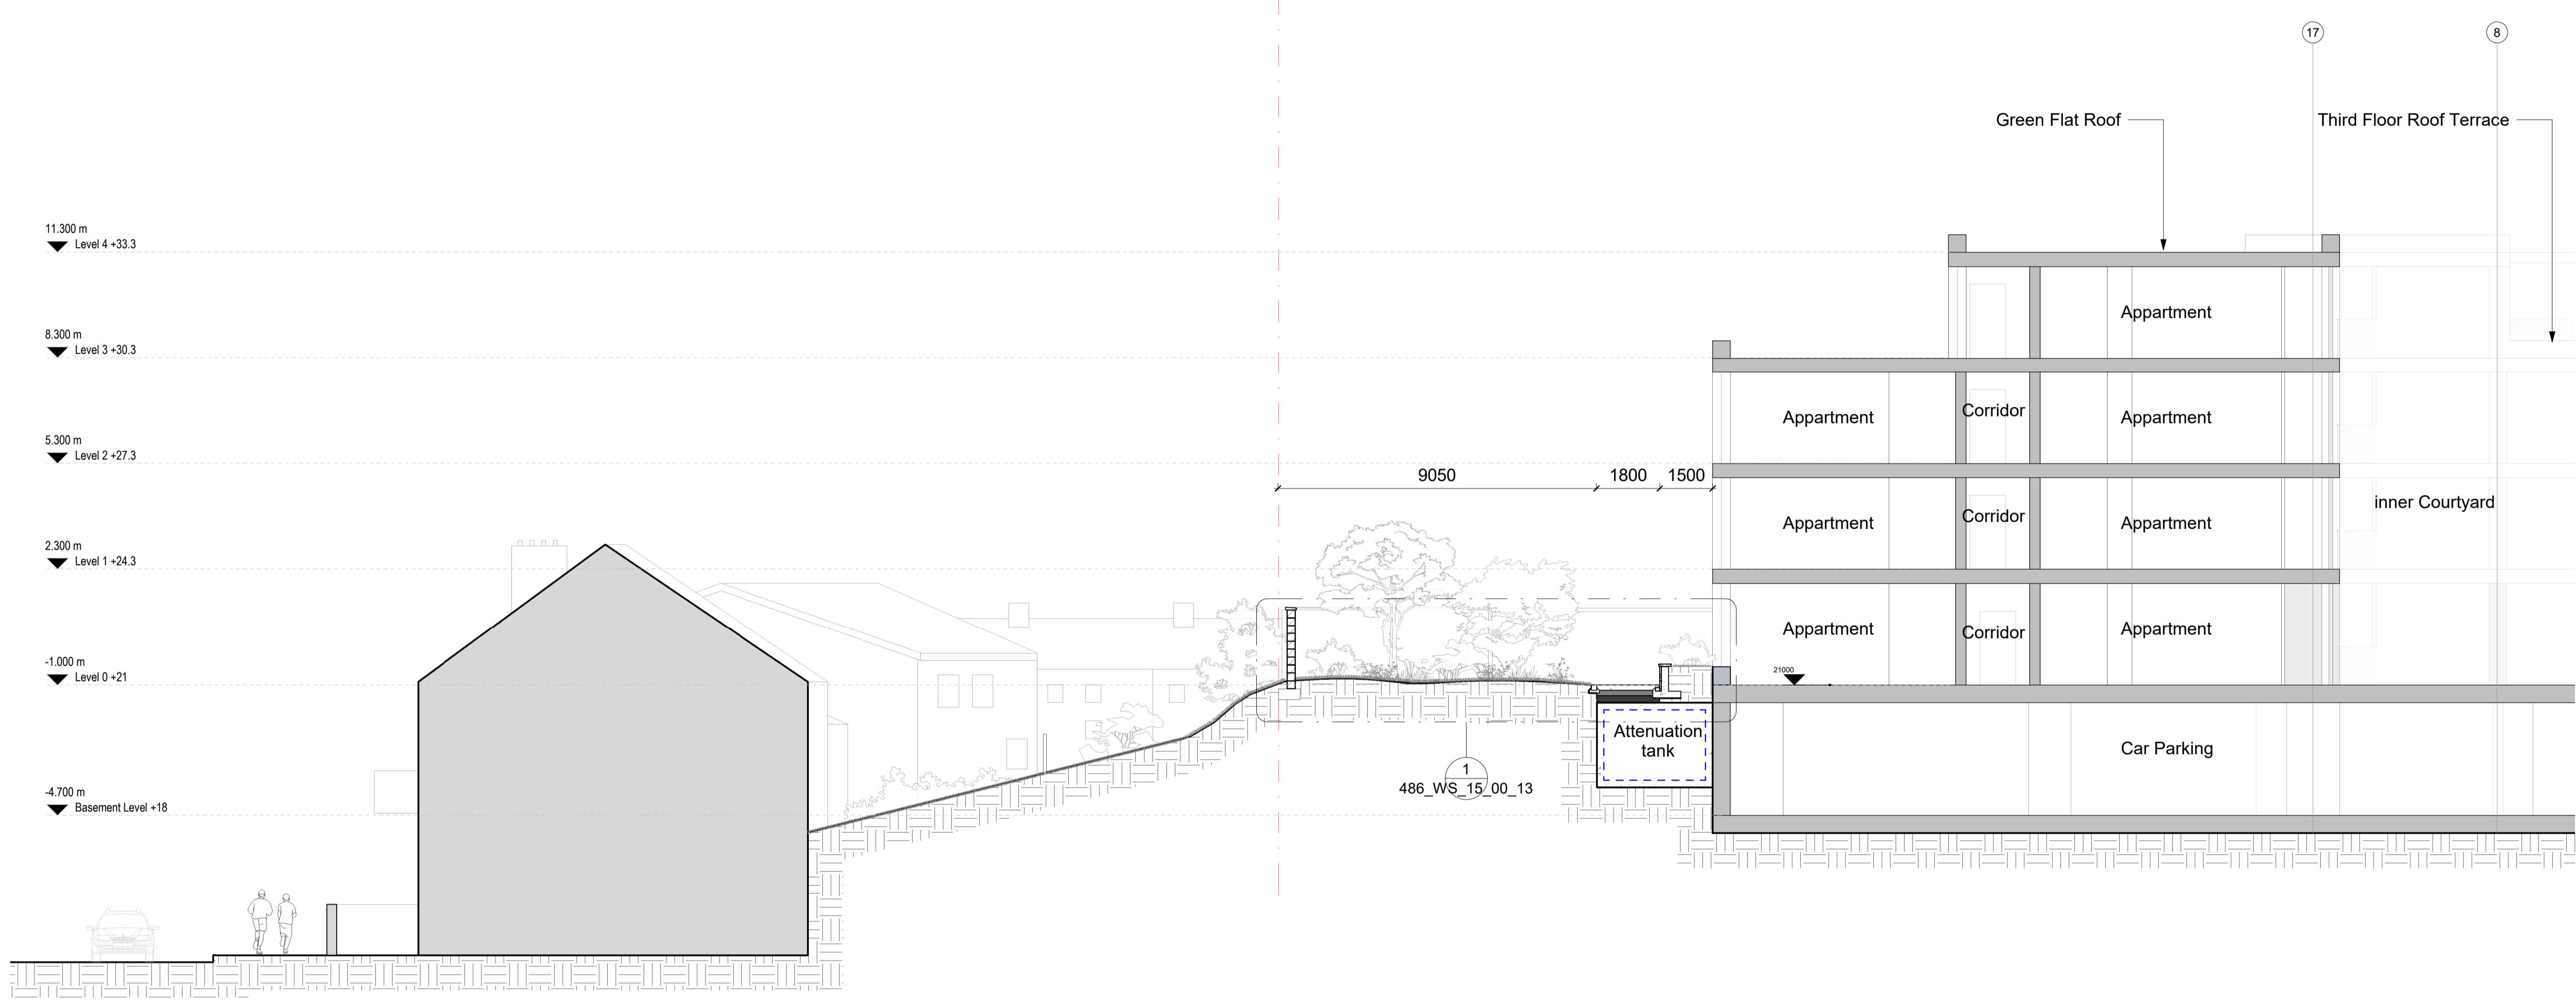 17
8
Green Flat Roof
Third Floor Roof Terrace
11.300 m
Level 4 +33.3
Appartment
8.300 m
Level 3 +30.3
Appartment
Corridor
Appartment
5.300 m
Level 2 +27.3
9050
1800
1500
inner Courtyard
Appartment
Corridor
Appartment
2.300 m
Level 1 +24.3
Appartment
Corridor
Appartment
-1.000 m
Level 0 +21
21000
Attenuation
tank
Car Parking
1
486_WS_15_00_13
-4.700 m
Basement Level +18